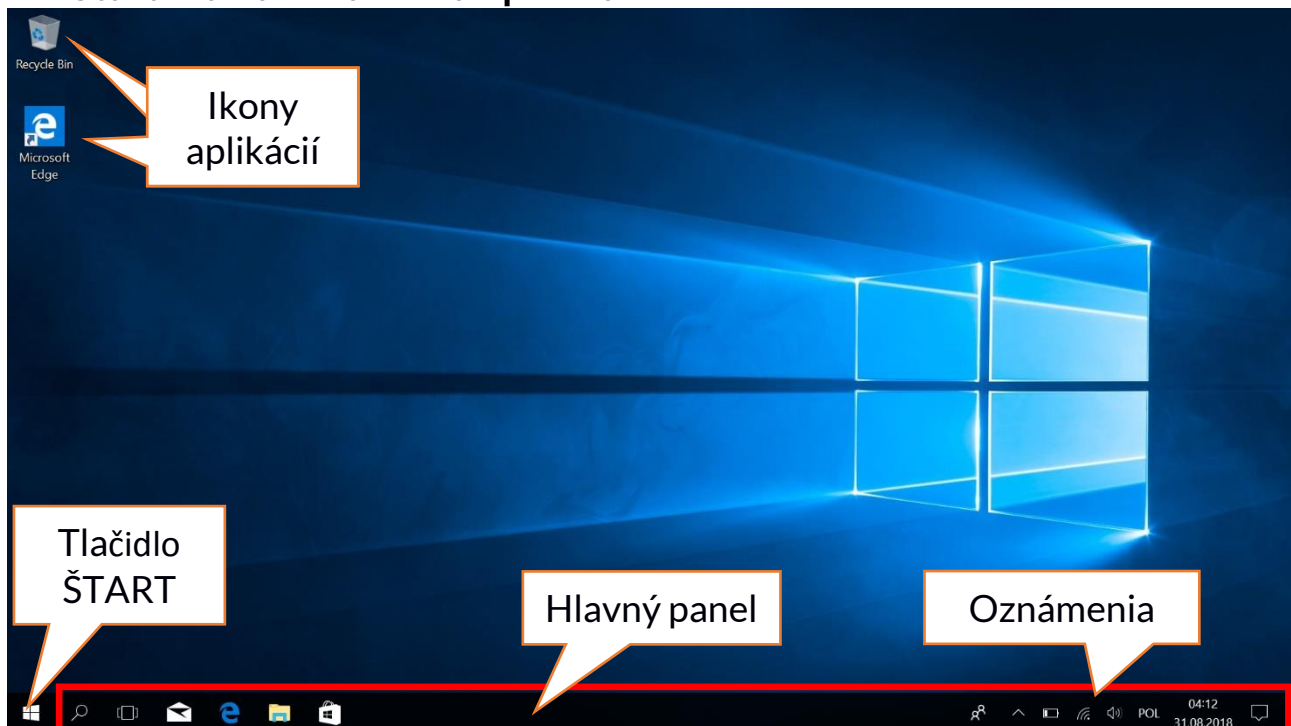 Recycle Bin
Ikony
aplikácií
Microsoft
Edge
Tlačidlo
ŠTART
Hlavný panel
Oznámenia
POL
04:12
31.08.2018